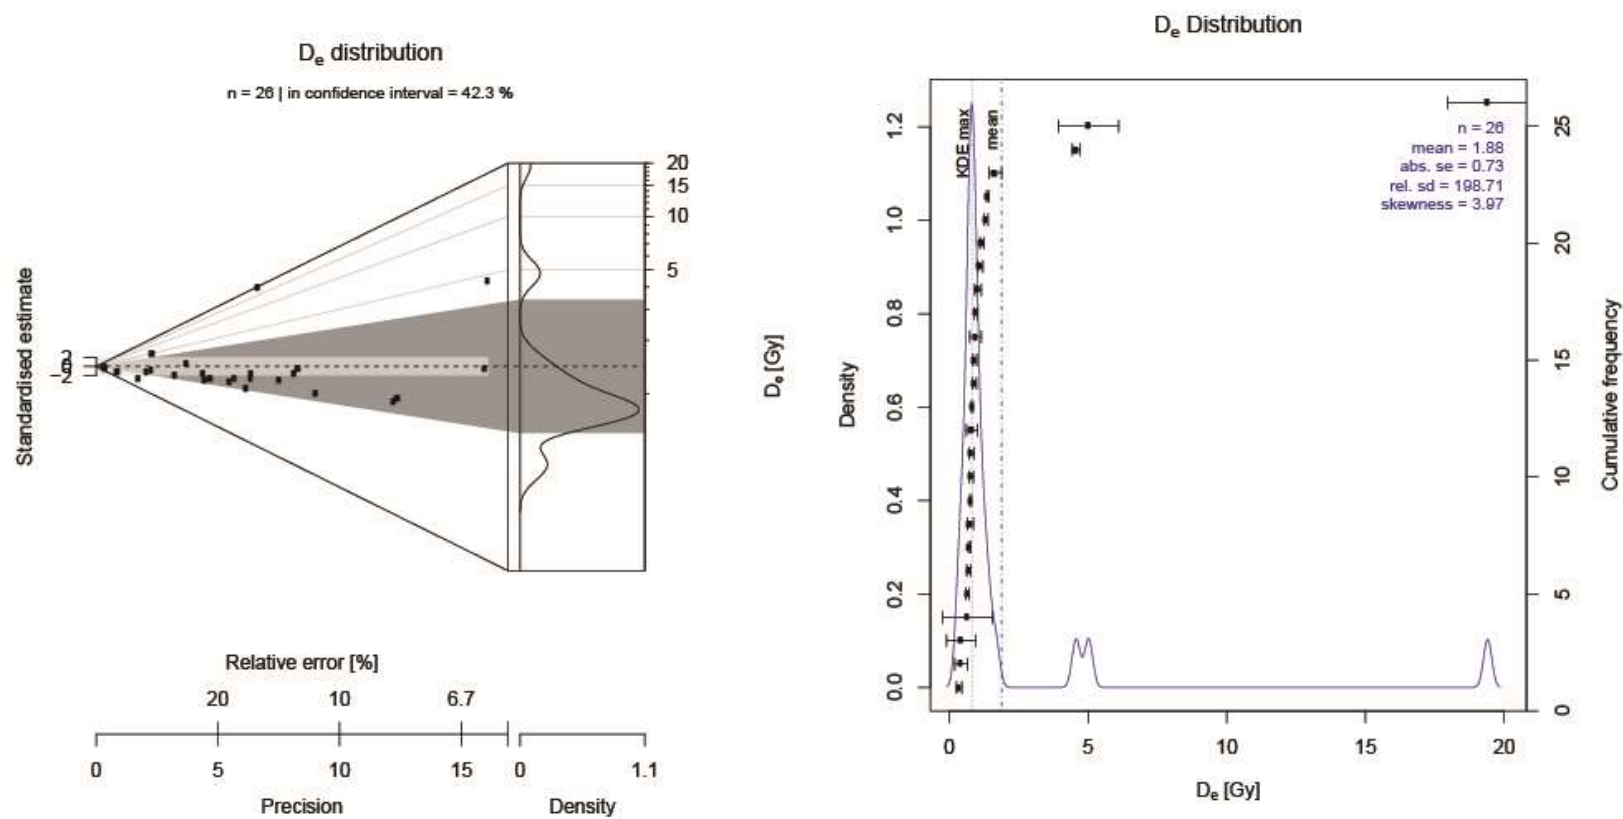 Dₑ distribution
n = 26 | in confidence interval = 42.3 %
20
15
10
5
Standardised estimate
2
0
−2
Dₑ [Gy]
Relative error [%]
20 10 6.7
0 5 10 15 0 1.1
Precision Density
Dₑ Distribution
KDE max
mean
n = 26
mean = 1.88
abs. se = 0.73
rel. sd = 198.71
skewness = 3.97
Density
0.0 0.2 0.4 0.6 0.8 1.0 1.2
Cumulative frequency
0 5 10 15 20 25
0 5 10 15 20
Dₑ [Gy]